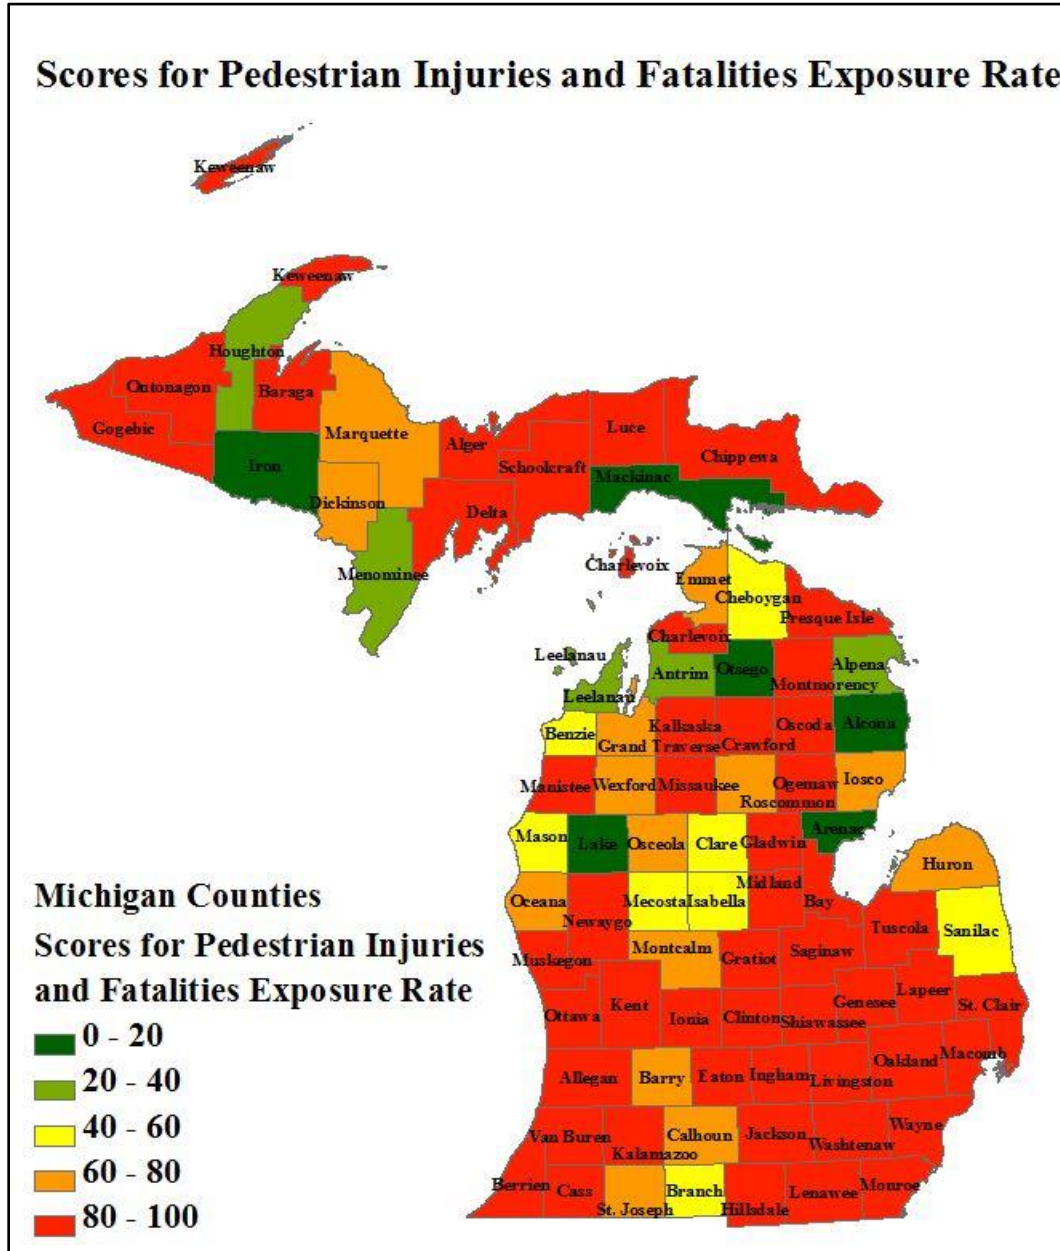 Scores for Pedestrian Injuries and Fatalities Exposure Rate
Keweenaw
Keweenaw
Houghton
Ontonagon
Baraga
Gogebic
Marquette
Alger
Luce
Chippewa
Iron
Schoolcraft
Mackinac
Dickinson
Delta
Menominee
Charlevoix
Emmet
Cheboygan
Presque Isle
Charlevoix
Leelanau
Antrim
Otsego
Montmorency
Alpena
Leelanau
Benzie
Grand Traverse
Kalkaska
Crawford
Oscoda
Alcona
Manistee
Wexford
Missaukee
Roscommon
Ogemaw
Iosco
Mason
Lake
Osceola
Clare
Gladwin
Arenac
Huron
Oceana
Newaygo
Mecosta
Isabella
Midland
Bay
Tuscola
Sanilac
Muskegon
Montcalm
Gratiot
Saginaw
Ottawa
Kent
Ionia
Clinton
Shiawassee
Genesee
Lapeer
St. Clair
Allegan
Barry
Eaton
Ingham
Livingston
Oakland
Macomb
Van Buren
Kalamazoo
Calhoun
Jackson
Washtenaw
Wayne
Berrien
Cass
St. Joseph
Branch
Hillsdale
Lenawee
Monroe
Michigan Counties
Scores for Pedestrian Injuries
and Fatalities Exposure Rate
0 - 20
20 - 40
40 - 60
60 - 80
80 - 100